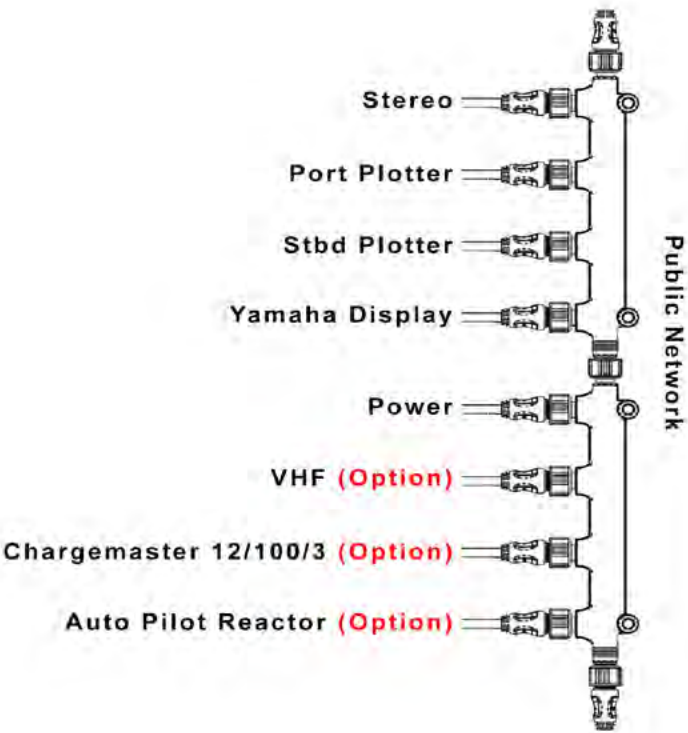 Stereo
Port Plotter
Stbd Plotter
Yamaha Display
Public Network
Power
VHF (Option)
Chargemaster 12/100/3 (Option)
Auto Pilot Reactor (Option)